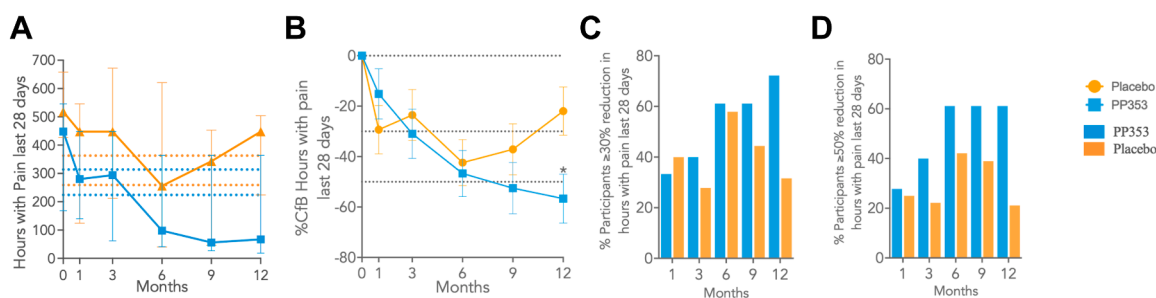 A
Hours with Pain last 28 days
700
600
500
400
300
200
100
0
0 1 3 6 9 12
Months
B
%CfB Hours with pain
last 28 days
0
-20
-40
-60
-80
*
0 1 3 6 9 12
Months
C
% Participants ≥30% reduction in
hours with pain last 28 days
80
60
40
20
0
1 3 6 9 12
Months
D
% Participants ≥50% reduction in
hours with pain last 28 days
80
60
40
20
0
1 3 6 9 12
Months
Placebo
PP353
PP353
Placebo